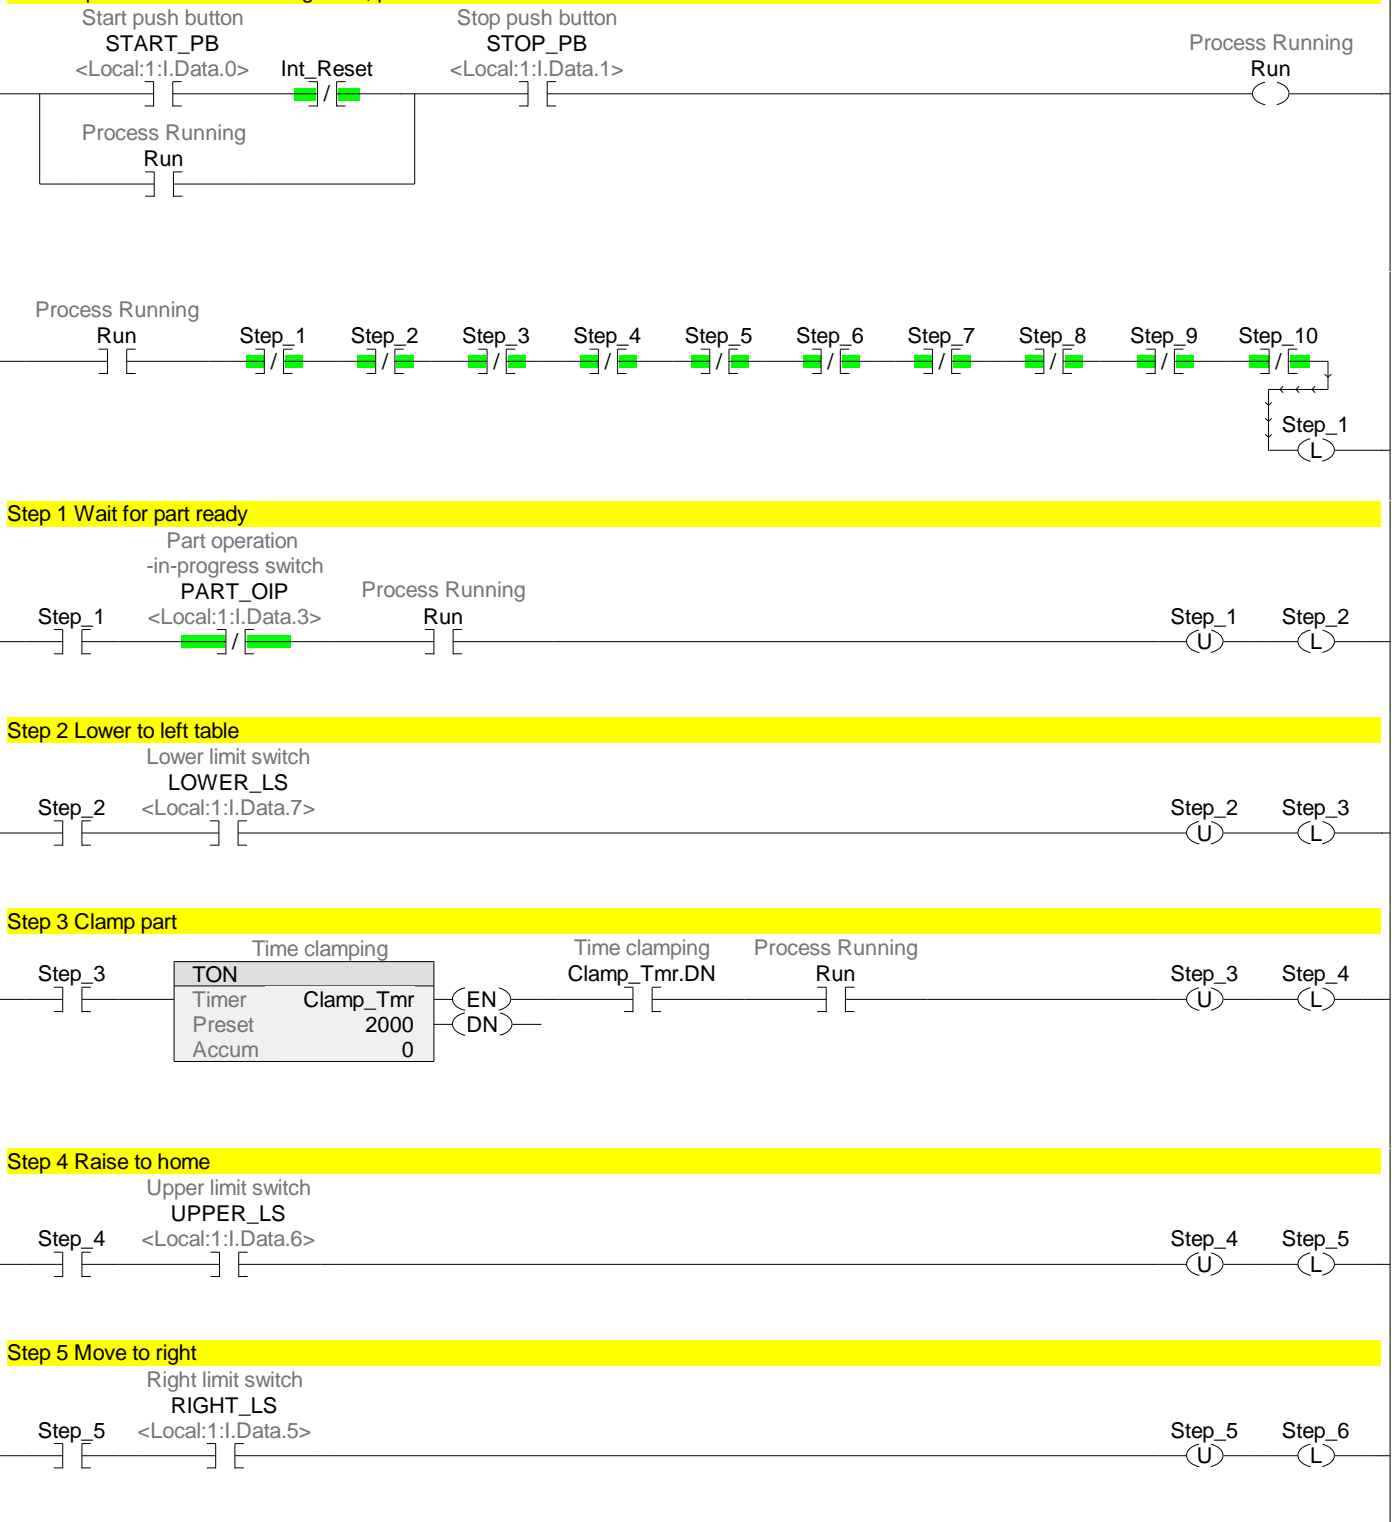 Start push button Stop push button
START_PB STOP_PB Process Running
<Local:1:I.Data.0> Int_Reset <Local:1:I.Data.1> Run
Process Running
Run
Process Running
Run Step_1 Step_2 Step_3 Step_4 Step_5 Step_6 Step_7 Step_8 Step_9 Step_10
Step_1
L
Step 1 Wait for part ready
Part operation
-in-progress switch
PART_OIP Process Running
Step_1 <Local:1:I.Data.3> Run Step_1 Step_2
U L
Step 2 Lower to left table
Lower limit switch
LOWER_LS
Step_2 <Local:1:I.Data.7> Step_2 Step_3
U L
Step 3 Clamp part
Time clamping Time clamping Process Running
Step_3 TON Clamp_Tmr.DN Run Step_3 Step_4
Timer Clamp_Tmr EN U L
Preset 2000 DN
Accum 0
Step 4 Raise to home
Upper limit switch
UPPER_LS
Step_4 <Local:1:I.Data.6> Step_4 Step_5
U L
Step 5 Move to right
Right limit switch
RIGHT_LS
Step_5 <Local:1:I.Data.5> Step_5 Step_6
U L